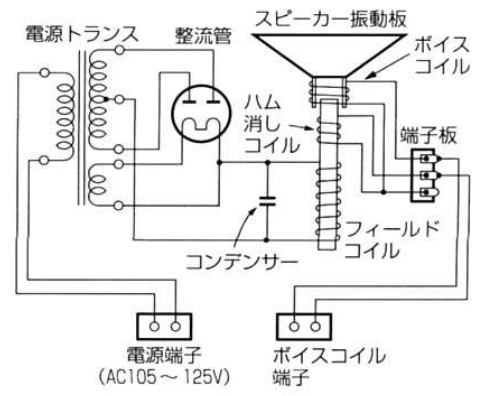 スピーカー振動板
電源トランス
整流管
ボイス
コイル
ハム
消し
コイル
端子板
コンデンサー
フィールド
コイル
電源端子
(AC105～125V)
ボイスコイル
端子